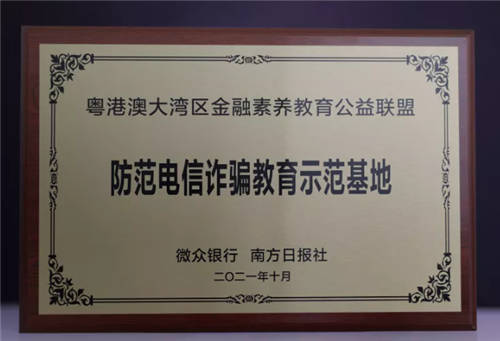 粤港澳大湾区金融素养教育公益联盟
防范电信诈骗教育示范基地
微众银行 南方日报社
二〇二一年十月